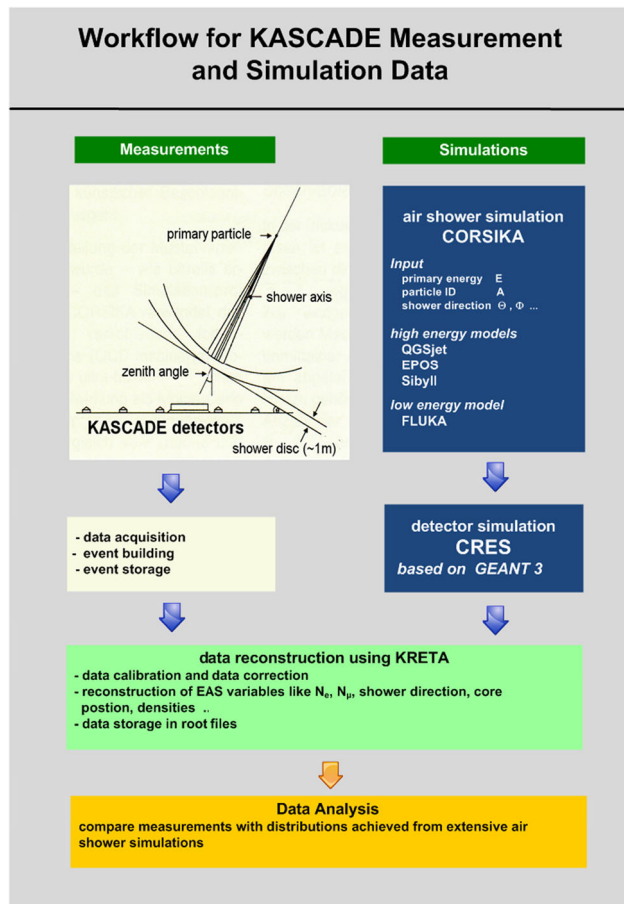 Workflow for KASCADE Measurement
and Simulation Data
Measurements
primary particle
shower axis
zenith angle
KASCADE detectors
shower disc (~1m)
- data acquisition
- event building
- event storage
Simulations
air shower simulation
CORSIKA
Input
primary energy E
particle ID A
shower direction Θ , Φ ...
high energy models
QGSjet
EPOS
Sibyll
low energy model
FLUKA
detector simulation
CRES
based on GEANT 3
data reconstruction using KRETA
- data calibration and data correction
- reconstruction of EAS variables like Nₑ, Nμ, shower direction, core
postion, densities ..
- data storage in root files
Data Analysis
compare measurements with distributions achieved from extensive air
shower simulations